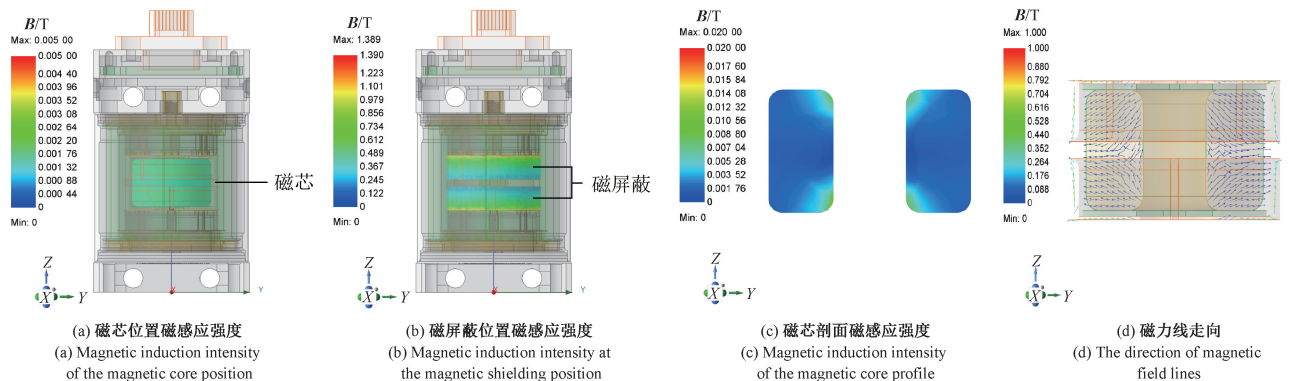 B/T
Max: 0.005 00
0.005 00
0.004 40
0.003 96
0.003 52
0.003 08
0.002 64
0.002 20
0.001 76
0.001 32
0.000 88
0.000 44
0
Min: 0
磁芯
Z
X
Y
X
Y
(a) 磁芯位置磁感应强度
(a) Magnetic induction intensity
of the magnetic core position
B/T
Max: 1.389
1.390
1.223
1.101
0.979
0.856
0.734
0.612
0.489
0.367
0.245
0.122
0
Min: 0
磁屏蔽
Z
X
Y
X
Y
(b) 磁屏蔽位置磁感应强度
(b) Magnetic induction intensity at
the magnetic shielding position
B/T
Max: 0.020 00
0.020 00
0.017 60
0.015 84
0.014 08
0.012 32
0.010 56
0.008 80
0.007 04
0.005 28
0.003 52
0.001 76
0
Min: 0
Z
X
Y
(c) 磁芯剖面磁感应强度
(c) Magnetic induction intensity
of the magnetic core profile
B/T
Max: 1.000
1.000
0.880
0.792
0.704
0.616
0.528
0.440
0.352
0.264
0.176
0.088
0
Min: 0
Z
X
Y
(d) 磁力线走向
(d) The direction of magnetic
field lines